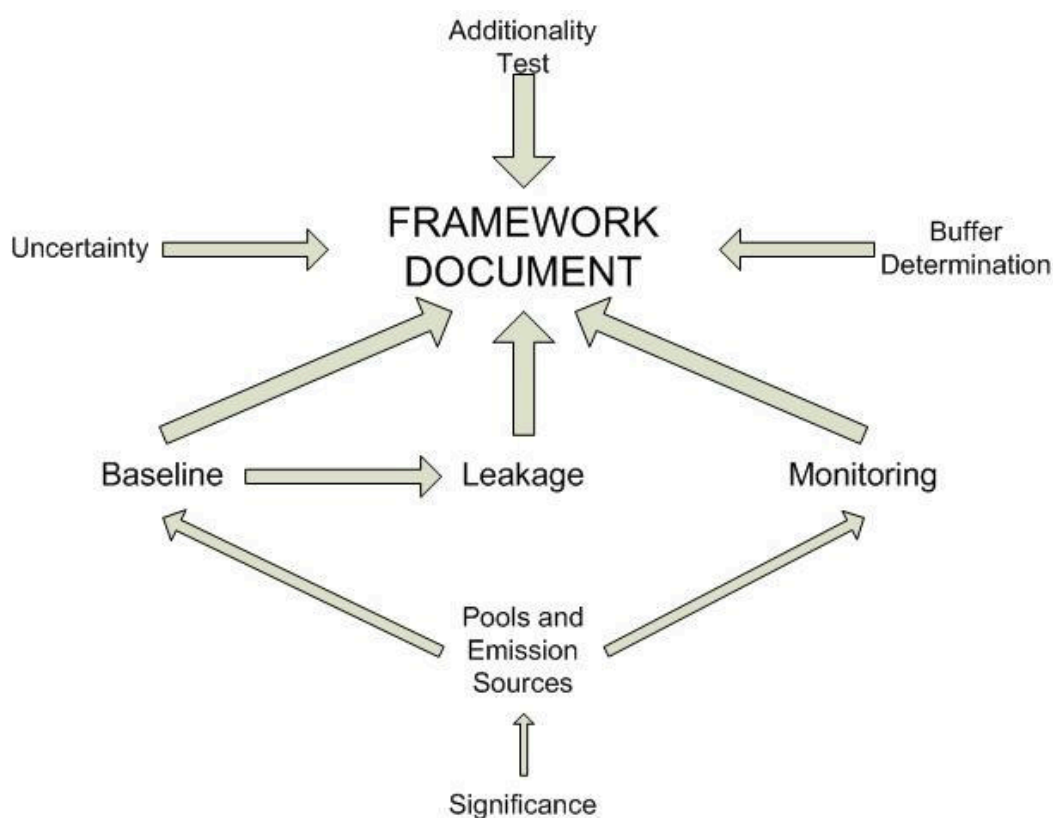 Additionality
Test
FRAMEWORK
DOCUMENT
Uncertainty
Buffer
Determination
Baseline
Leakage
Monitoring
Pools and
Emission
Sources
Significance